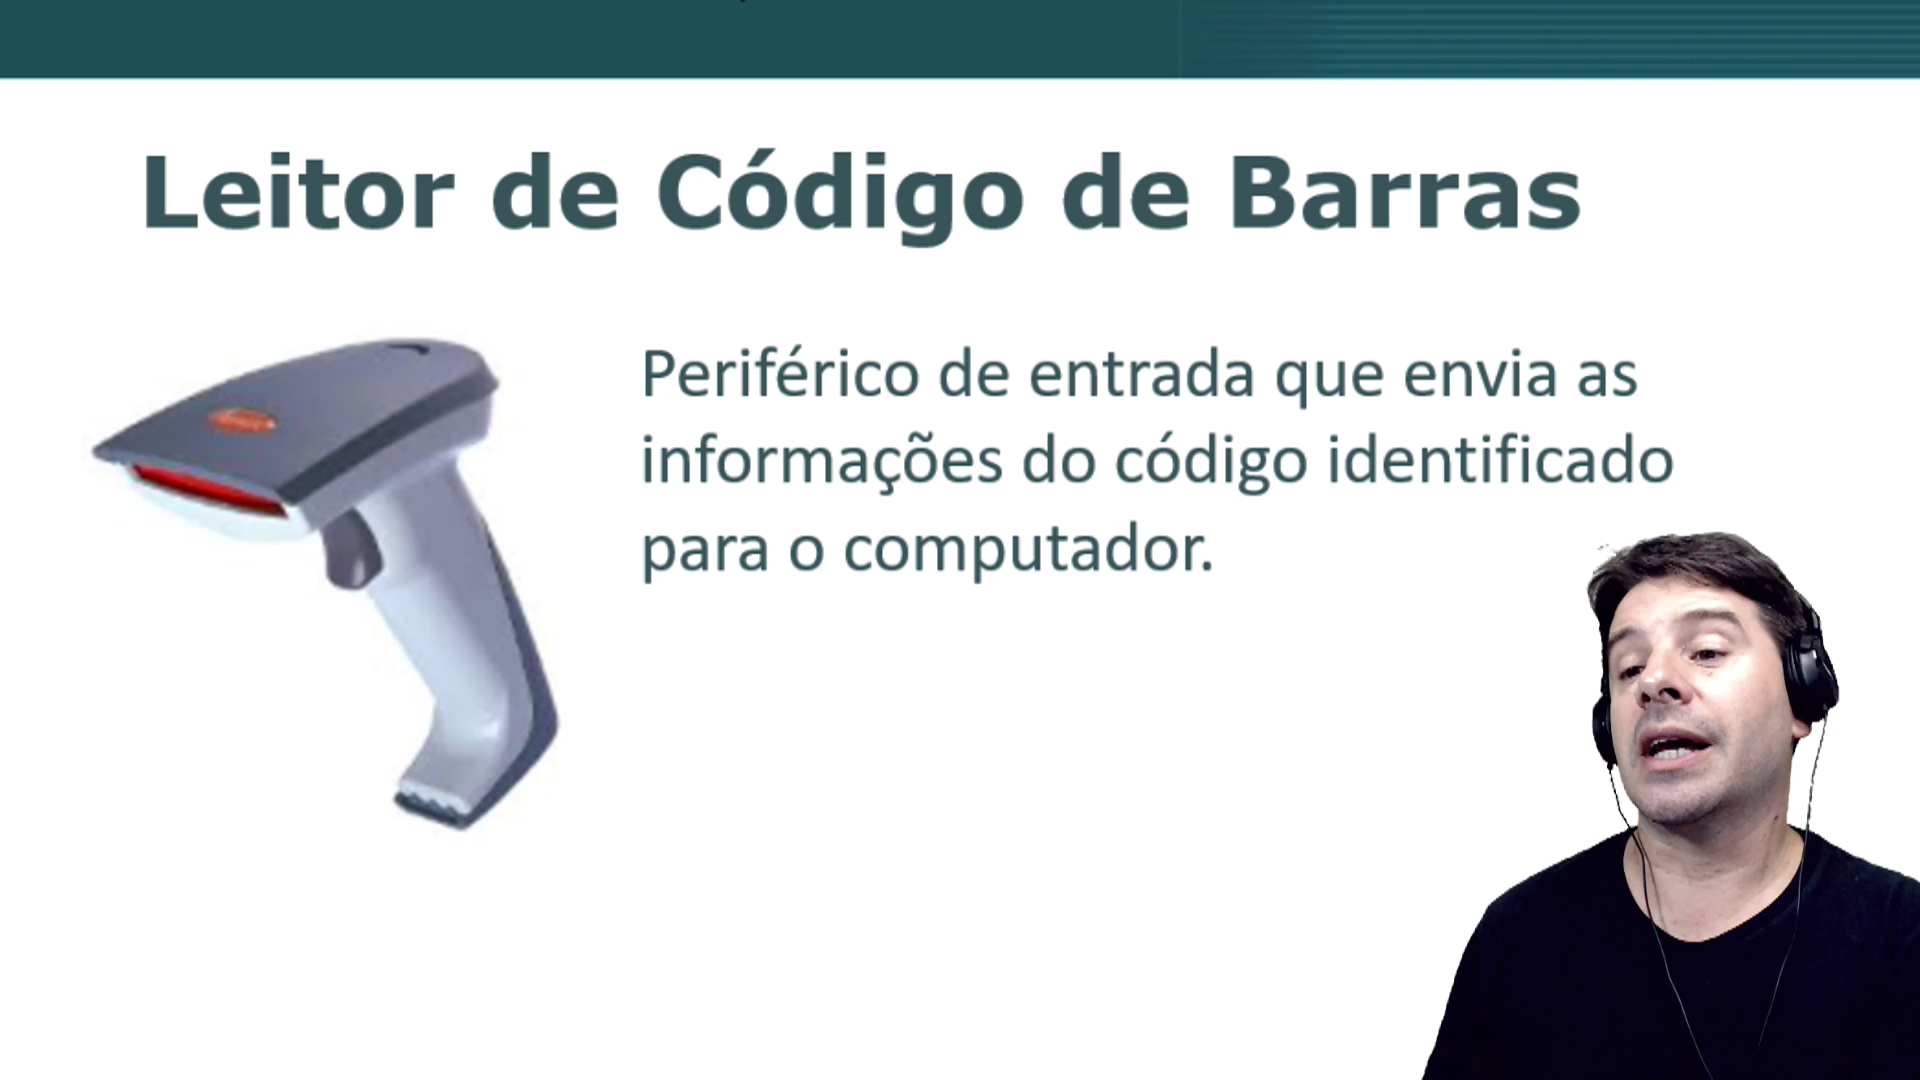 Leitor de Código de Barras
Periférico de entrada que envia as
informações do código identificado
para o computador.